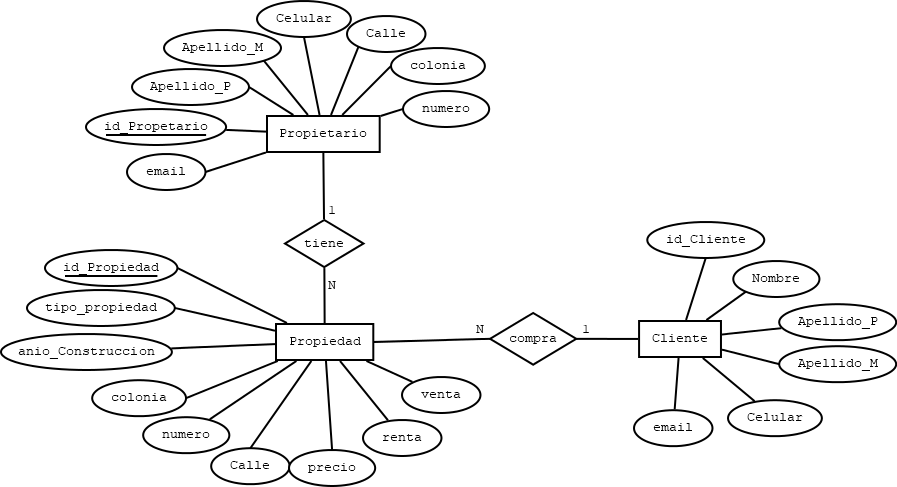 Celular
Calle
Apellido_M
colonia
Apellido_P
numero
id_Propetario
Propietario
email
1
tiene
N
id_Propiedad
tipo_propiedad
anio_Construccion
Propiedad
colonia
numero
Calle
precio
renta
venta
N
compra
1
id_Cliente
Nombre
Apellido_P
Cliente
Apellido_M
Celular
email